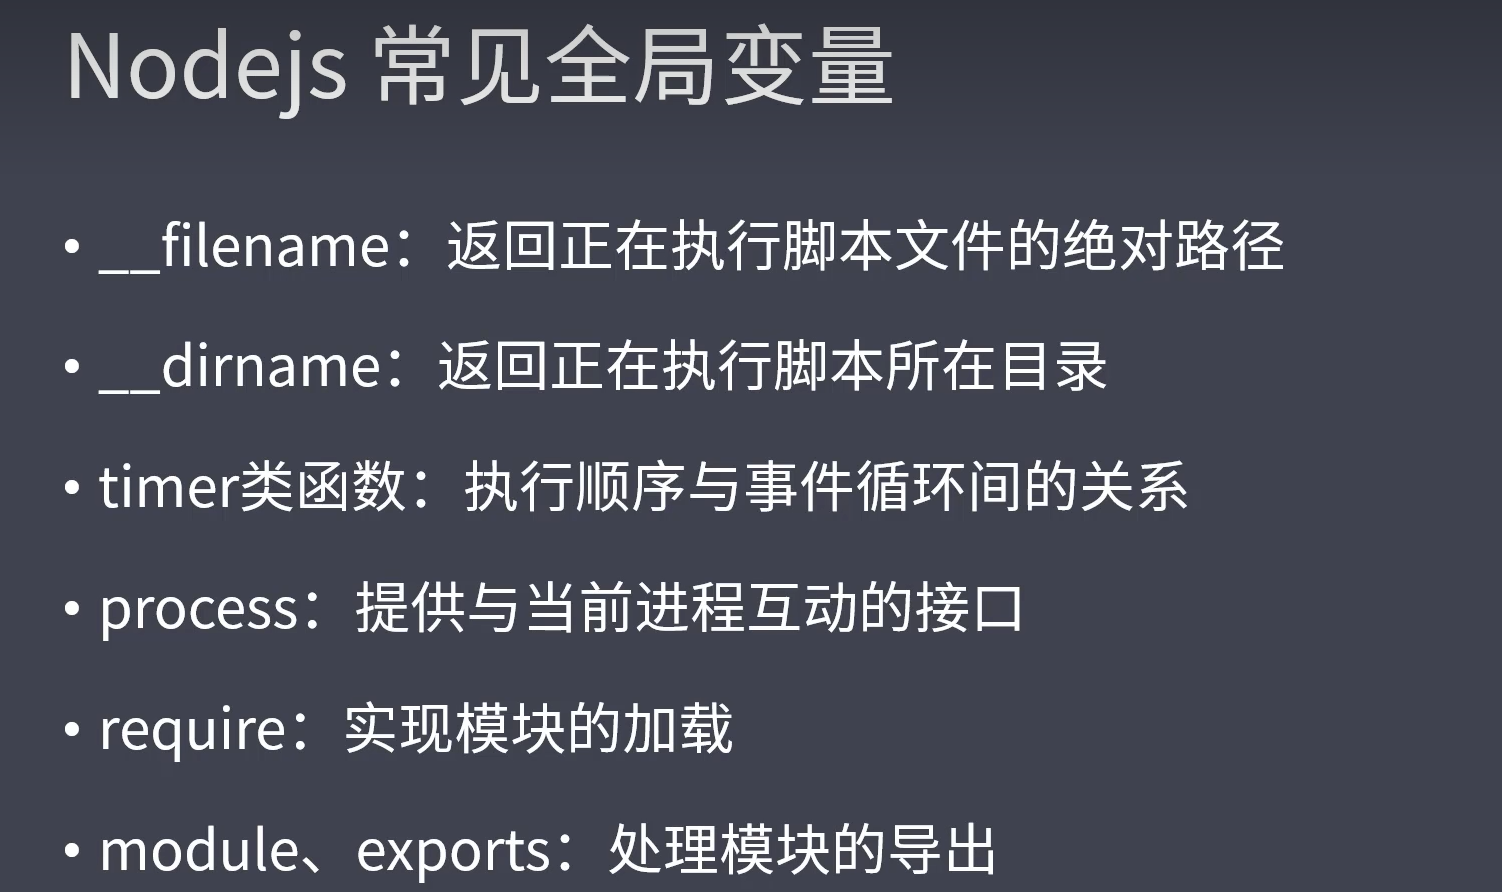 Nodejs 常见全局变量
• __filename：返回正在执行脚本文件的绝对路径
• __dirname：返回正在执行脚本所在目录
• timer类函数：执行顺序与事件循环间的关系
• process：提供与当前进程互动的接口
• require：实现模块的加载
• module、exports：处理模块的导出